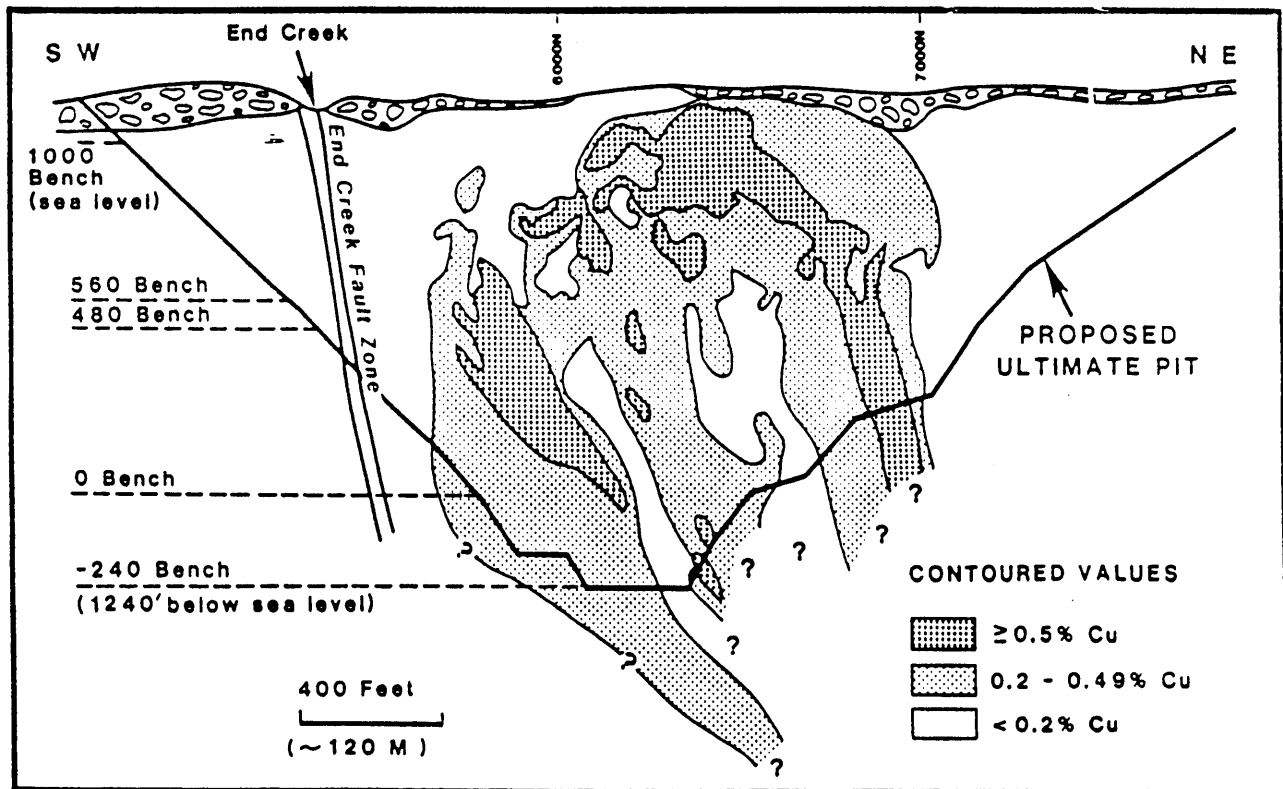 S W
End Creek
6000N
7000N
N E
1000
Bench
(sea level)
End Creek Fault Zone
560 Bench
480 Bench
PROPOSED
ULTIMATE PIT
0 Bench
-240 Bench
(1240' below sea level)
?
?
?
?
?
?
?
?
400 Feet
(~120 M)
CONTOURED VALUES
≥0.5% Cu
0.2 - 0.49% Cu
<0.2% Cu